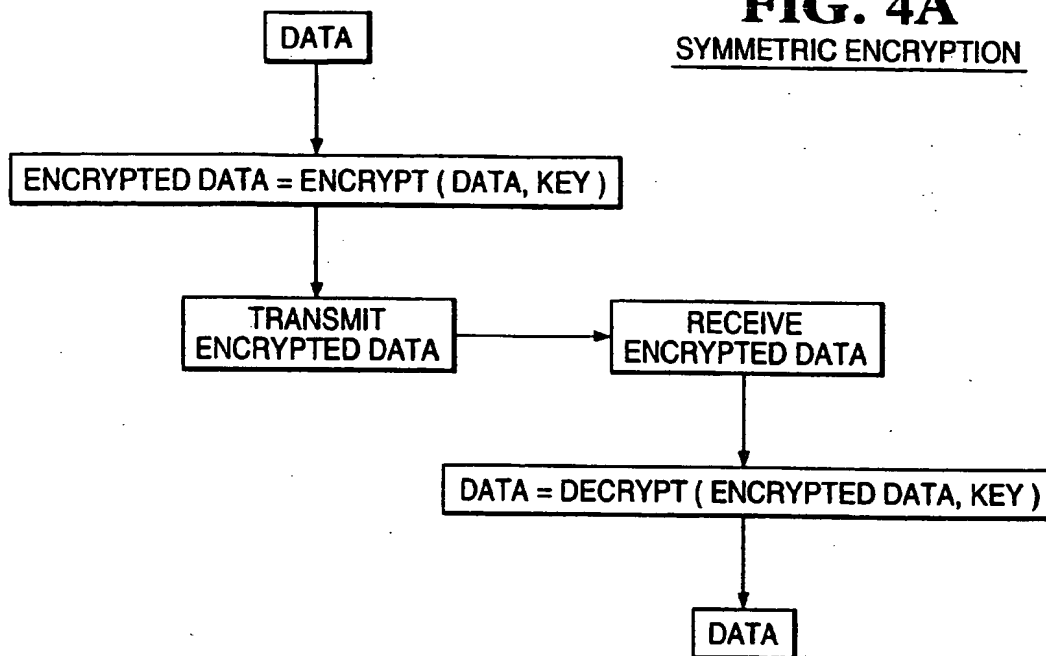 FIG. 4A
SYMMETRIC ENCRYPTION
DATA
ENCRYPTED DATA = ENCRYPT ( DATA, KEY )
TRANSMIT
ENCRYPTED DATA
RECEIVE
ENCRYPTED DATA
DATA = DECRYPT ( ENCRYPTED DATA, KEY )
DATA